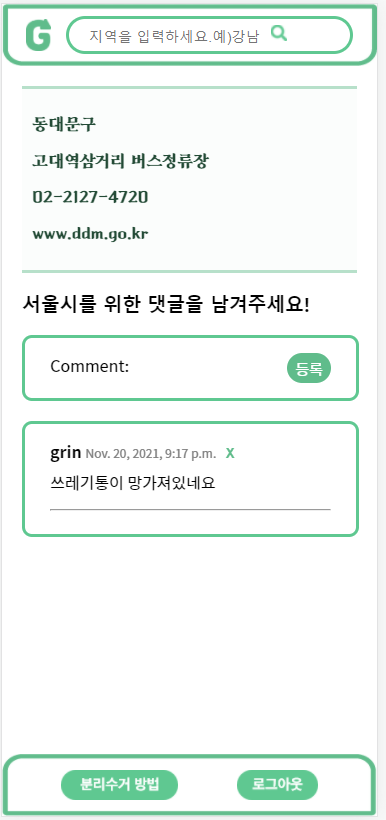 G
지역을 입력하세요.예)강남
동대문구
고대역삼거리 버스정류장
02-2127-4720
www.ddm.go.kr
서울시를 위한 댓글을 남겨주세요!
Comment: 등록
grin Nov. 20, 2021, 9:17 p.m. X
쓰레기통이 망가져있네요
분리수거 방법 로그아웃